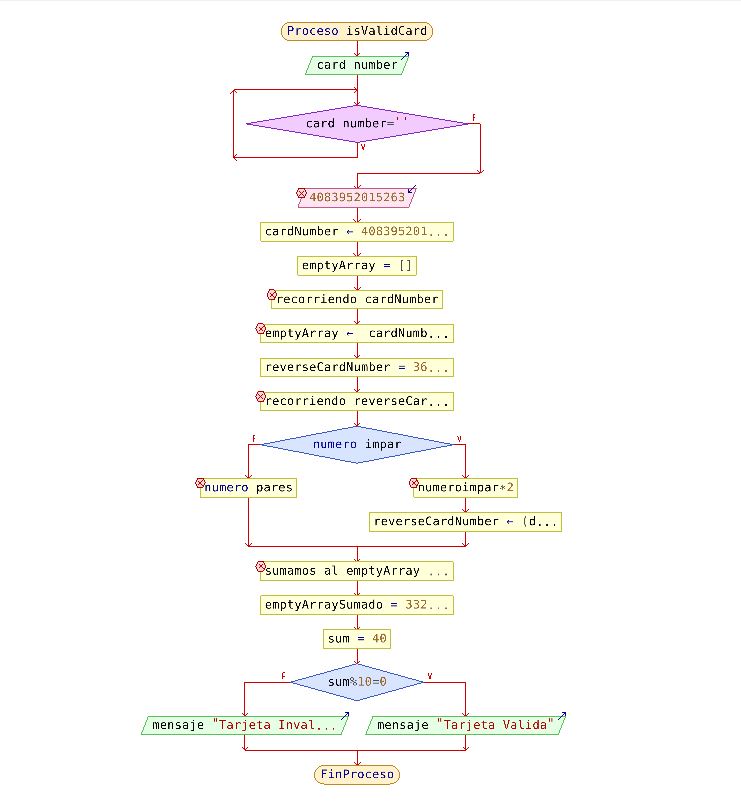 Proceso isValidCard
card number
card number=''
F
V
4083952015263
cardNumber ← 408395201...
emptyArray = []
recorriendo cardNumber
emptyArray ← cardNumb...
reverseCardNumber = 36...
recorriendo reverseCar...
numero impar
F
V
numero pares
numeroimpar*2
reverseCardNumber ← (d...
sumamos al emptyArray ...
emptyArraySumado = 332...
sum = 40
sum%10=0
F
V
mensaje "Tarjeta Inval...
mensaje "Tarjeta Valida"
FinProceso